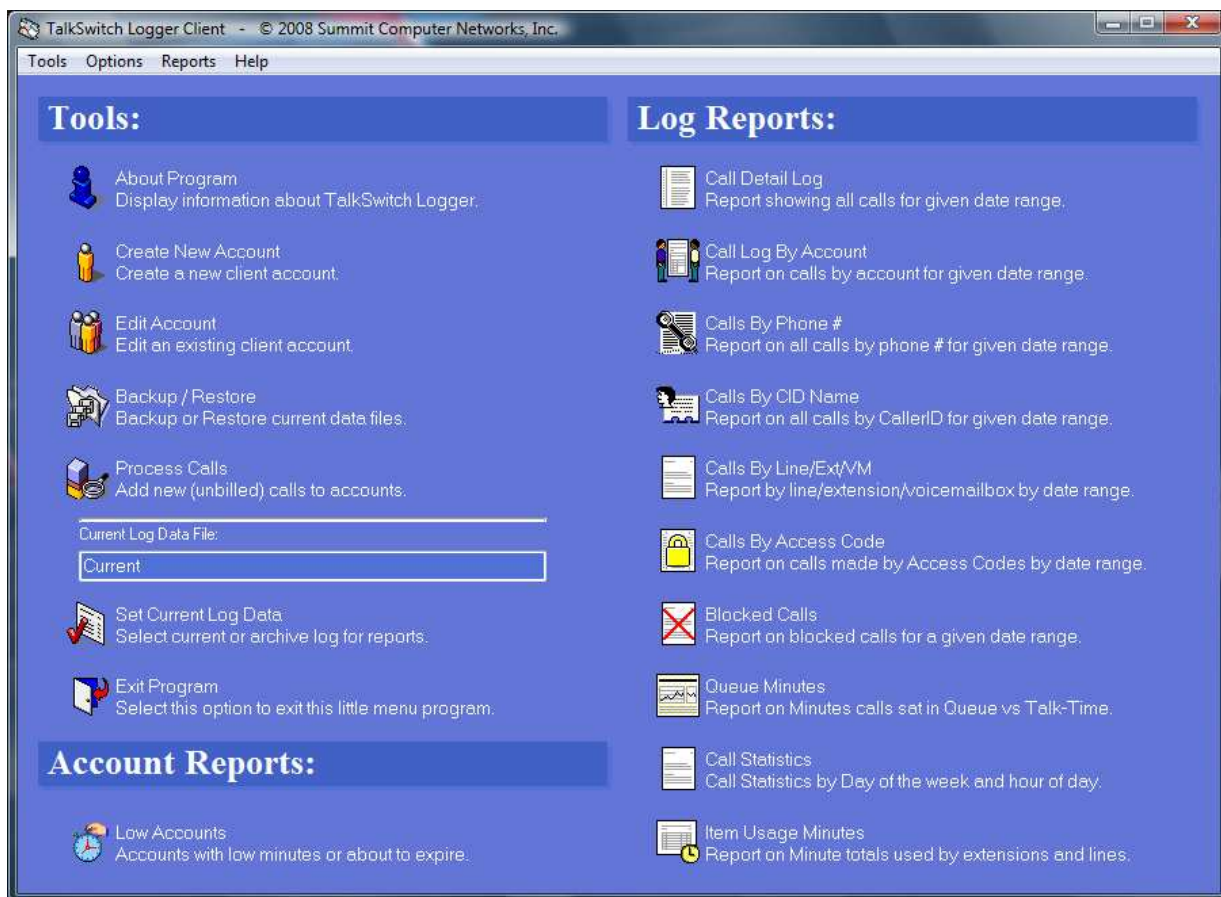 TalkSwitch Logger Client - © 2008 Summit Computer Networks, Inc.
Tools Options Reports Help
Tools:
About Program
Display information about TalkSwitch Logger.
Create New Account
Create a new client account.
Edit Account
Edit an existing client account.
Backup / Restore
Backup or Restore current data files.
Process Calls
Add new (unbilled) calls to accounts.
Current Log Data File:
Current
Set Current Log Data
Select current or archive log for reports.
Exit Program
Select this option to exit this little menu program.
Account Reports:
Low Accounts
Accounts with low minutes or about to expire.
Log Reports:
Call Detail Log
Report showing all calls for given date range.
Call Log By Account
Report on calls by account for given date range.
Calls By Phone #
Report on all calls by phone # for given date range.
Calls By CID Name
Report on all calls by CallerID for given date range.
Calls By Line/Ext/VM
Report by line/extension/voicemailbox by date range.
Calls By Access Code
Report on calls made by Access Codes by date range.
Blocked Calls
Report on blocked calls for a given date range.
Queue Minutes
Report on Minutes calls sat in Queue vs Talk-Time.
Call Statistics
Call Statistics by Day of the week and hour of day.
Item Usage Minutes
Report on Minute totals used by extensions and lines.